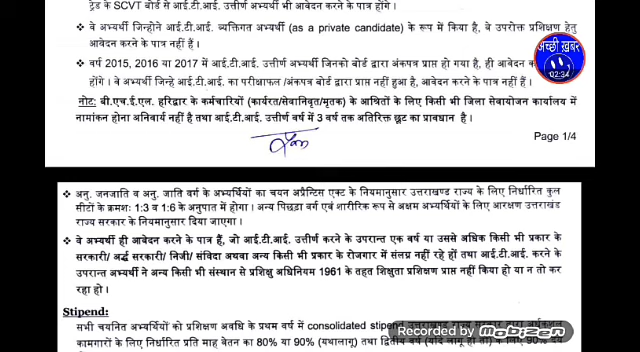 ट्रेड के SCVT बोर्ड से आई.टी.आई. उत्तीर्ण अभ्यर्थी भी आवेदन करने के पात्र होंगे।
➢ वे अभ्यर्थी जिन्होने आई.टी.आई. व्यक्तिगत अभ्यर्थी (as a private candidate) के रूप में किया है, वे उपरोक्त प्रशिक्षण हेतु
आवेदन करने के पात्र नहीं हैं ।
➢ वर्ष 2015, 2016 या 2017 में आई.टी.आई. उत्तीर्ण अभ्यर्थी जिनको बोर्ड द्वारा अंकपत्र प्राप्त हो गया है, ही आवेदन
होंगे। वे अभ्यर्थी जिन्हे आई.टी.आई. का परीक्षाफल /अंकपत्र बोर्ड द्वारा प्राप्त नहीं हुआ है, आवेदन करने के पात्र नहीं हैं .
अच्छी ख़बर
02:34
नोट: बी.एच.ई.एल. हरिद्वार के कर्मचारियों (कार्यरत/सेवानिवृत/मृतक) के आश्रितों के लिए किसी भी जिला सेवायोजन कार्यालय में
नामांकन होना अनिवार्य नहीं है तथा आई.टी.आई. उत्तीर्ण वर्ष में 3 वर्ष तक अतिरिक्त छूट का प्रावधान है ।
Page 1/4
➢ अनु. जनजाति व अनु. जाति वर्ग के अभ्यर्थियों का चयन अप्रैन्टिस एक्ट के नियमानुसार उत्तराखण्ड राज्य के लिए निर्धारित कुल
सीटों के क्रमशः 1:3 व 1:6 के अनुपात में होगा। अन्य पिछड़ा वर्ग एवं शारीरिक रूप से अक्षम अभ्यर्थियों के लिए आरक्षण उत्तराखंड
राज्य सरकार के नियमानुसार दिया जाएगा।
➢ वे अभ्यर्थी ही आवेदन करने के पात्र हैं, जो आई.टी.आई. उत्तीर्ण करने के उपरान्त एक वर्ष या उससे अधिक किसी भी प्रकार के
सरकारी/ अर्द्ध सरकारी/ निजी/ संविदा अथवा अन्य किसी भी प्रकार के रोजगार में संलग्न नहीं रहे हों तथा आई.टी.आई. करने के
उपरान्त अभ्यर्थी ने अन्य किसी भी संस्थान से प्रशिक्षु अधिनियम 1961 के तहत शिक्षुता प्रशिक्षण प्राप्त नहीं किया हो या न तो कर
रहा हो।
Stipend:
सभी चयनित अभ्यर्थियों को प्रशिक्षण अवधि के प्रथम वर्ष में consolidated stipend उत्तराखण्ड राज्य
कामगारों के लिए निर्धारित प्रति माह वेतन का 80% या 90% (यथालागू) तथा द्वितीय वर्ष (यदि लागू हो तो) के लिए 90%
Recorded by mobizen